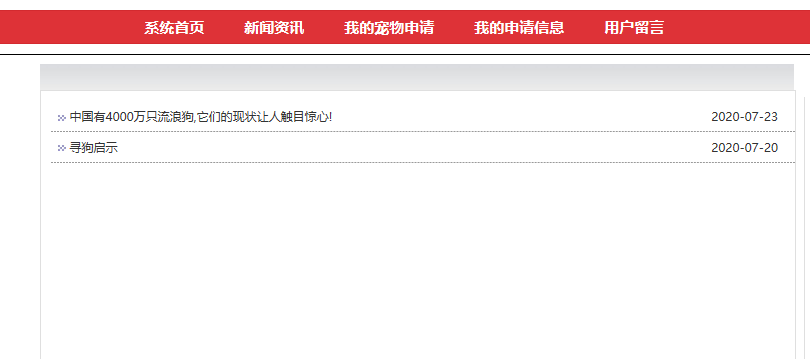 系统首页 新闻资讯 我的宠物申请 我的申请信息 用户留言
中国有4000万只流浪狗,它们的现状让人触目惊心! 2020-07-23
寻狗启示 2020-07-20